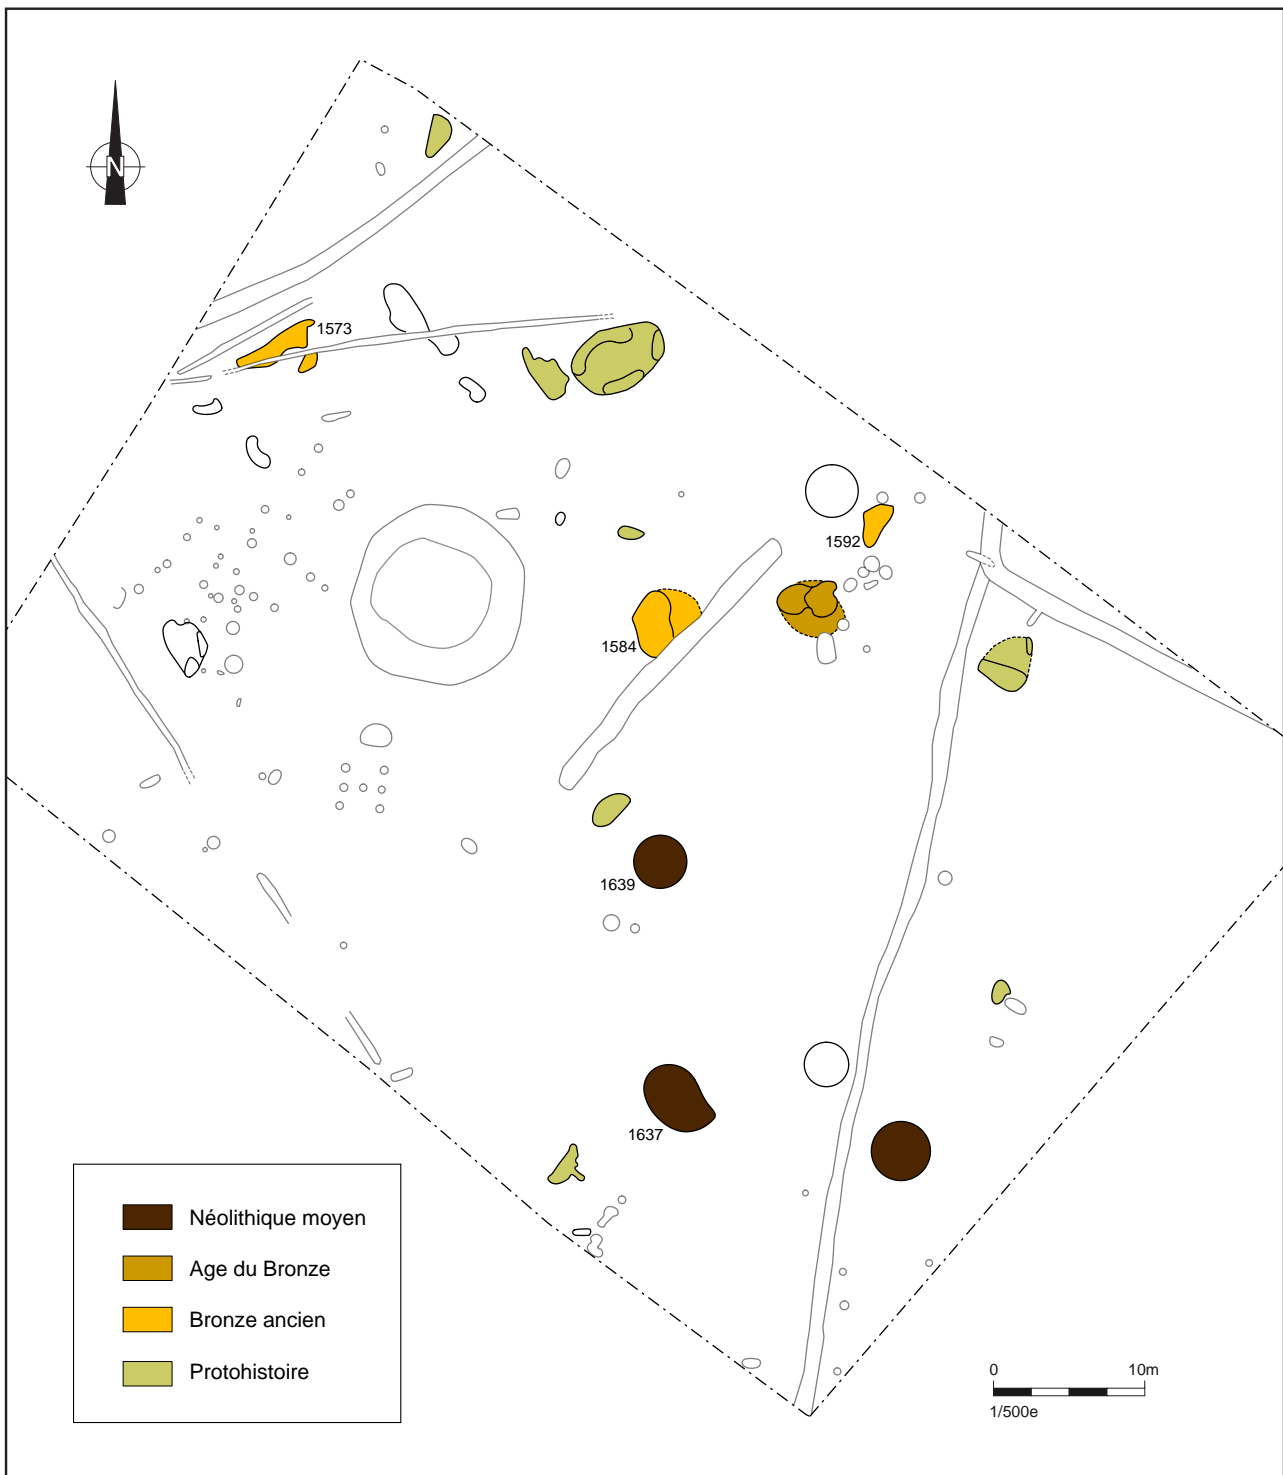 N
1573
1592
1584
1639
1637
Néolithique moyen
Age du Bronze
Bronze ancien
Protohistoire
0 10m
1/500e